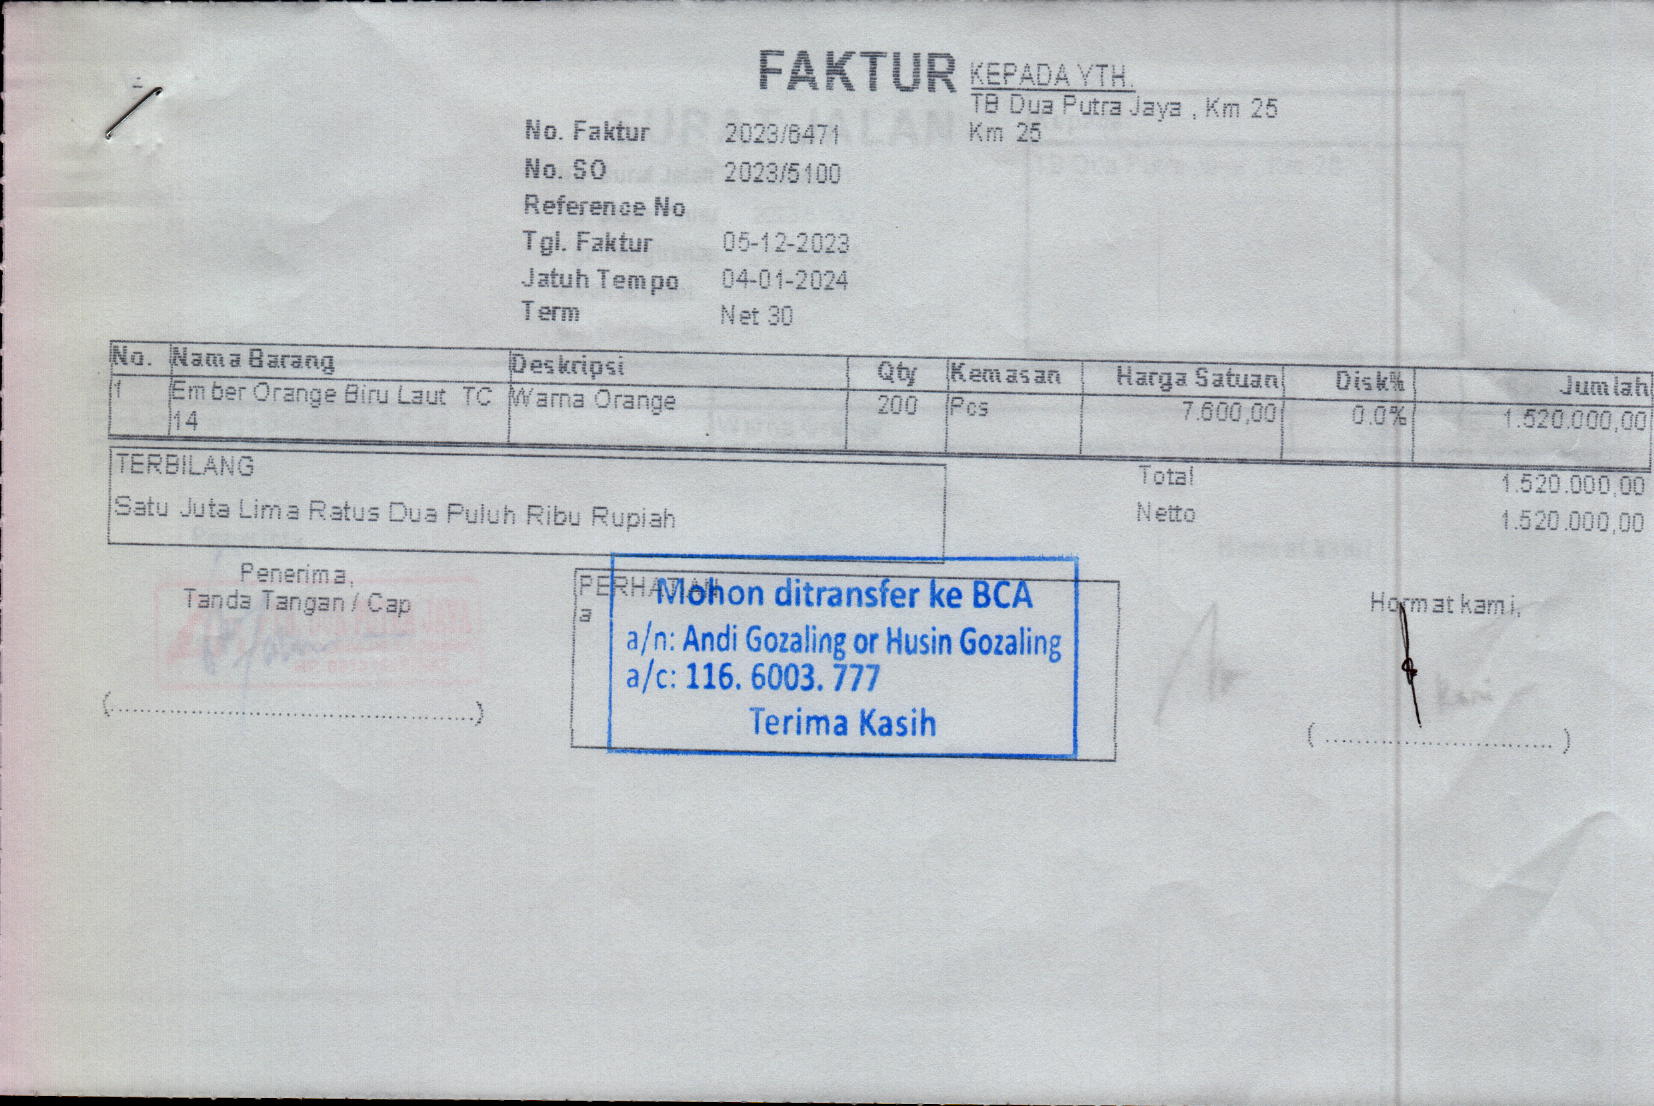 FAKTUR
KEPADA YTH.
TB Dua Putra Jaya , Km 25
Km 25
No. Faktur 2023/6471
No. SO 2023/5100
Reference No
Tgl. Faktur 05-12-2023
Jatuh Tempo 04-01-2024
Term Net 30
No. Nama Barang Deskripsi Qty Kemasan Harga Satuan Disk% Jumlah
1 Ember Orange Biru Laut TC Warna Orange 200 Pcs 7.600,00 0.0% 1.520.000,00
14
TERBILANG
Satu Juta Lima Ratus Dua Puluh Ribu Rupiah
Total 1.520.000,00
Netto 1.520.000,00
Penerima,
Tanda Tangan / Cap
PERHATIAN
a
Mohon ditransfer ke BCA
a/n: Andi Gozaling or Husin Gozaling
a/c: 116. 6003. 777
Terima Kasih
Hormat kami,